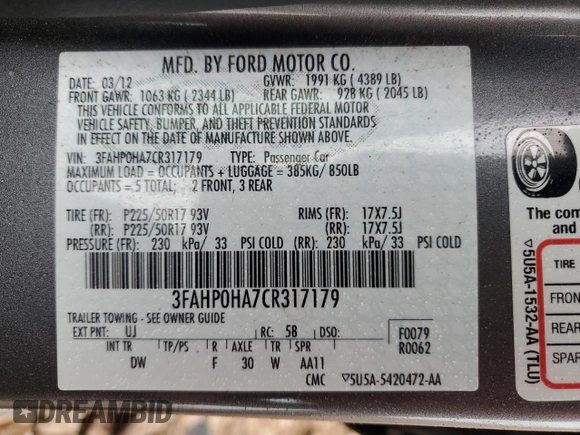 MFD. BY FORD MOTOR CO.
DATE: 03/12 GVWR: 1991 KG ( 4389 LB)
FRONT GAWR: 1063 KG ( 2344 LB) REAR GAWR: 928 KG ( 2045 LB)
THIS VEHICLE CONFORMS TO ALL APPLICABLE FEDERAL MOTOR
VEHICLE SAFETY, BUMPER, AND THEFT PREVENTION STANDARDS
IN EFFECT ON THE DATE OF MANUFACTURE SHOWN ABOVE.
VIN: 3FAHP0HA7CR317179 TYPE: Passenger Car
MAXIMUM LOAD = OCCUPANTS + LUGGAGE = 385KG/ 850LB
OCCUPANTS = 5 TOTAL; 2 FRONT, 3 REAR
TIRE (FR): P225/50R17 93V RIMS (FR): 17X7.5J
(RR): P225/50R17 93V (RR): 17X7.5J
PRESSURE (FR): 230 kPa/ 33 PSI COLD (RR): 230 kPa/ 33 PSI COLD
3FAHP0HA7CR317179
TRAILER TOWING - SEE OWNER GUIDE
EXT PNT: UJ RC: 58 DSO: F0079
INT TR TP/PS R AXLE TR SPR R0062
DW F 30 W AA11
CMC ▽5U5A-5420472-AA
The com
and
TIRE
FRON
REAR
SPAR
▽5U5A-1532-AA (TLU)
DREAMBID